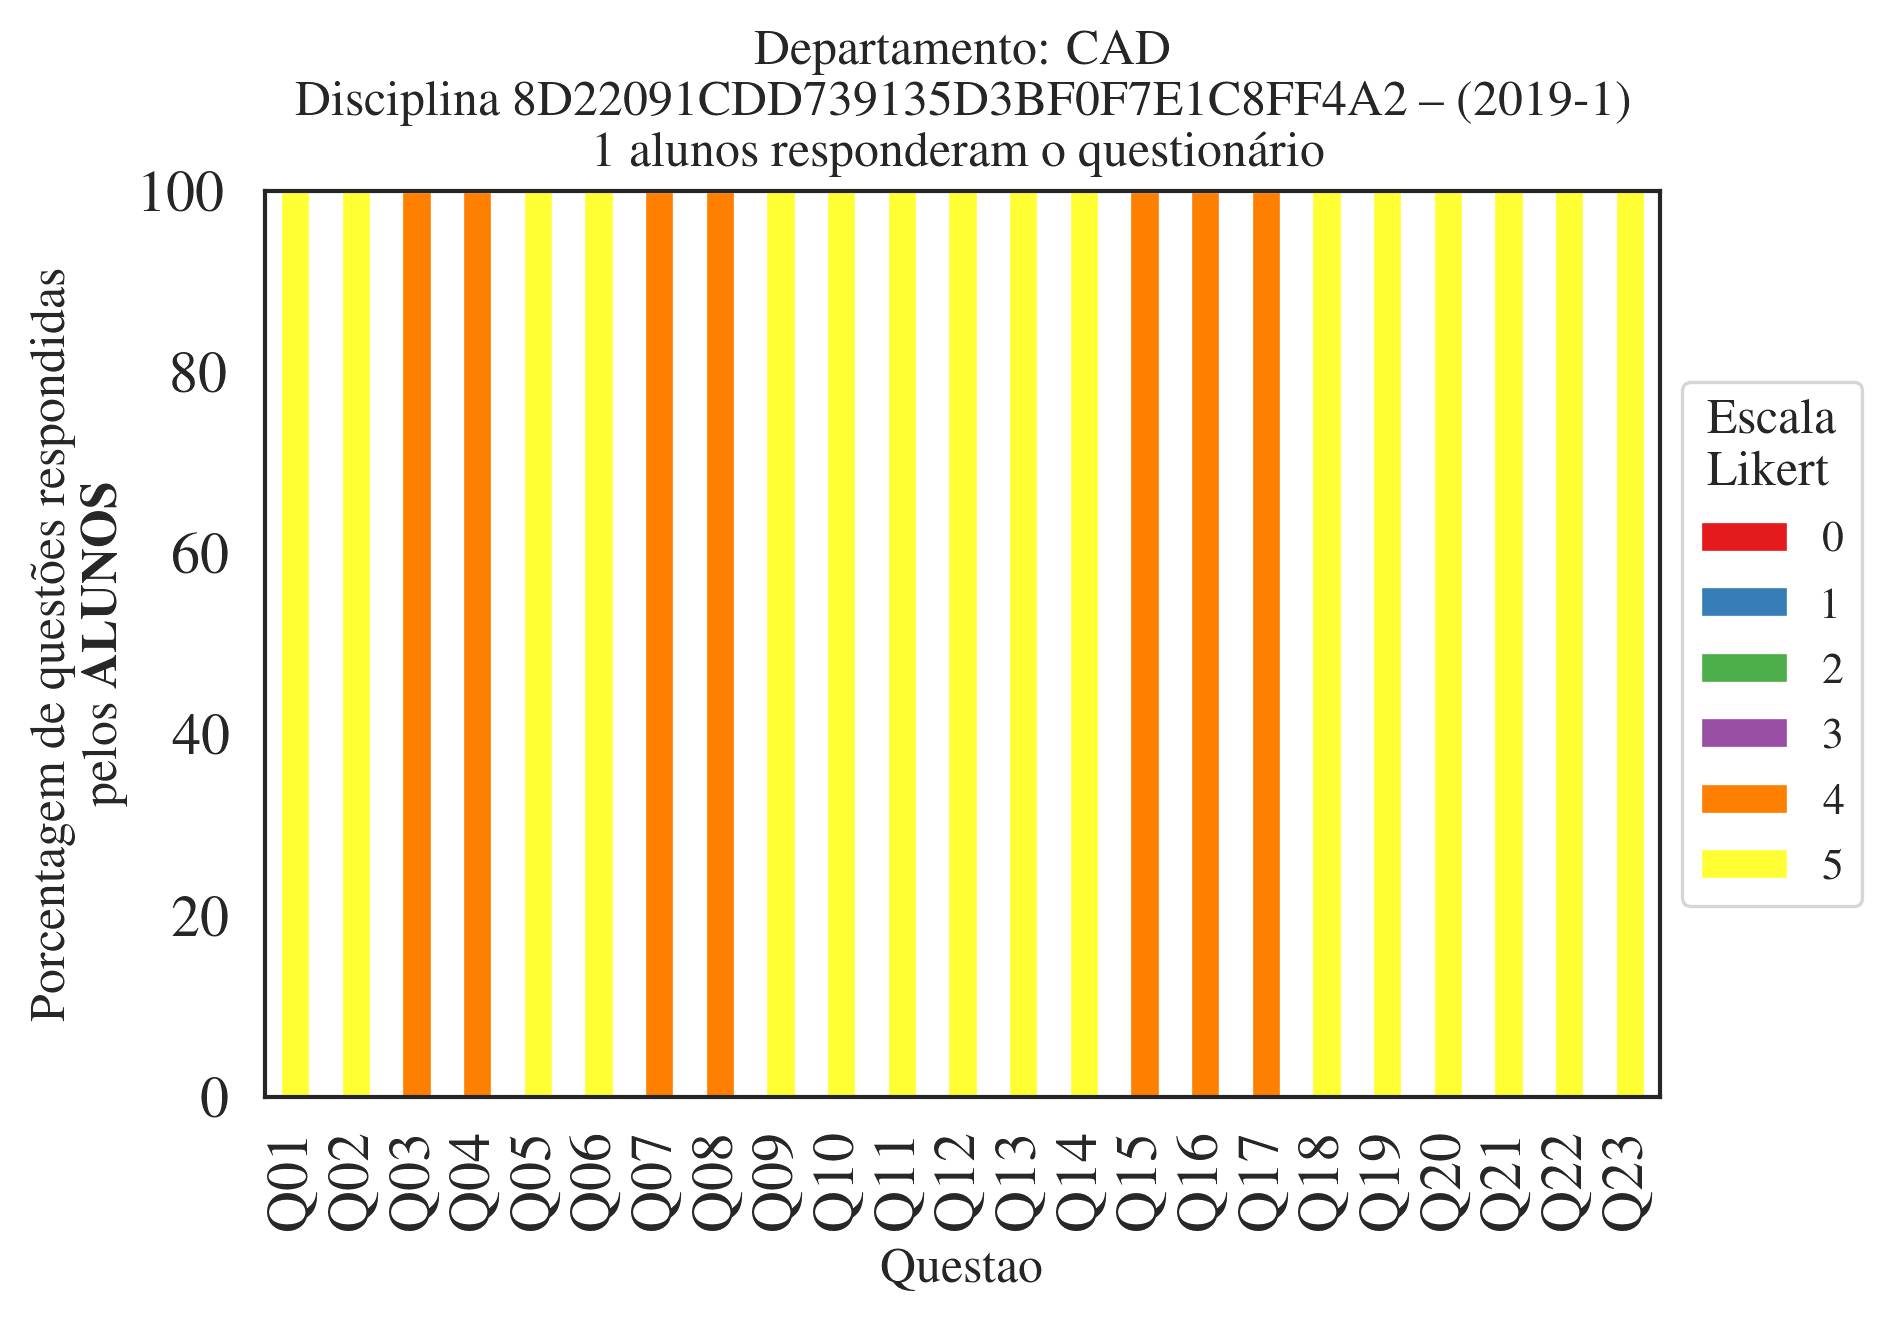 Departamento: CAD
Disciplina 8D22091CDD739135D3BF0F7E1C8FF4A2 – (2019-1)
1 alunos responderam o questionário
Porcentagem de questões respondidas
pelos ALUNOS
100
80
60
40
20
0
Q01
Q02
Q03
Q04
Q05
Q06
Q07
Q08
Q09
Q10
Q11
Q12
Q13
Q14
Q15
Q16
Q17
Q18
Q19
Q20
Q21
Q22
Q23
Questao
Escala
Likert
0
1
2
3
4
5